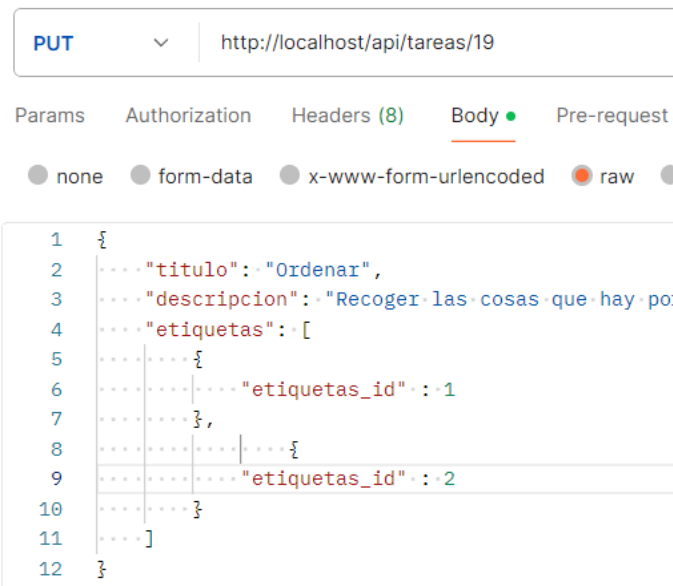 PUT http://localhost/api/tareas/19
Params Authorization Headers (8) Body Pre-request
none form-data x-www-form-urlencoded raw
1 {
2 "titulo": "Ordenar",
3 "descripcion": "Recoger las cosas que hay
4 "etiquetas": [
5 {
6 "etiquetas_id" : 1
7 },
8 {
9 "etiquetas_id" : 2
10 }
11 ]
12 }